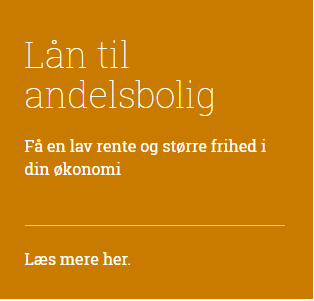 Lån til
andelsbolig
Få en lav rente og større frihed i
din økonomi
Læs mere her.